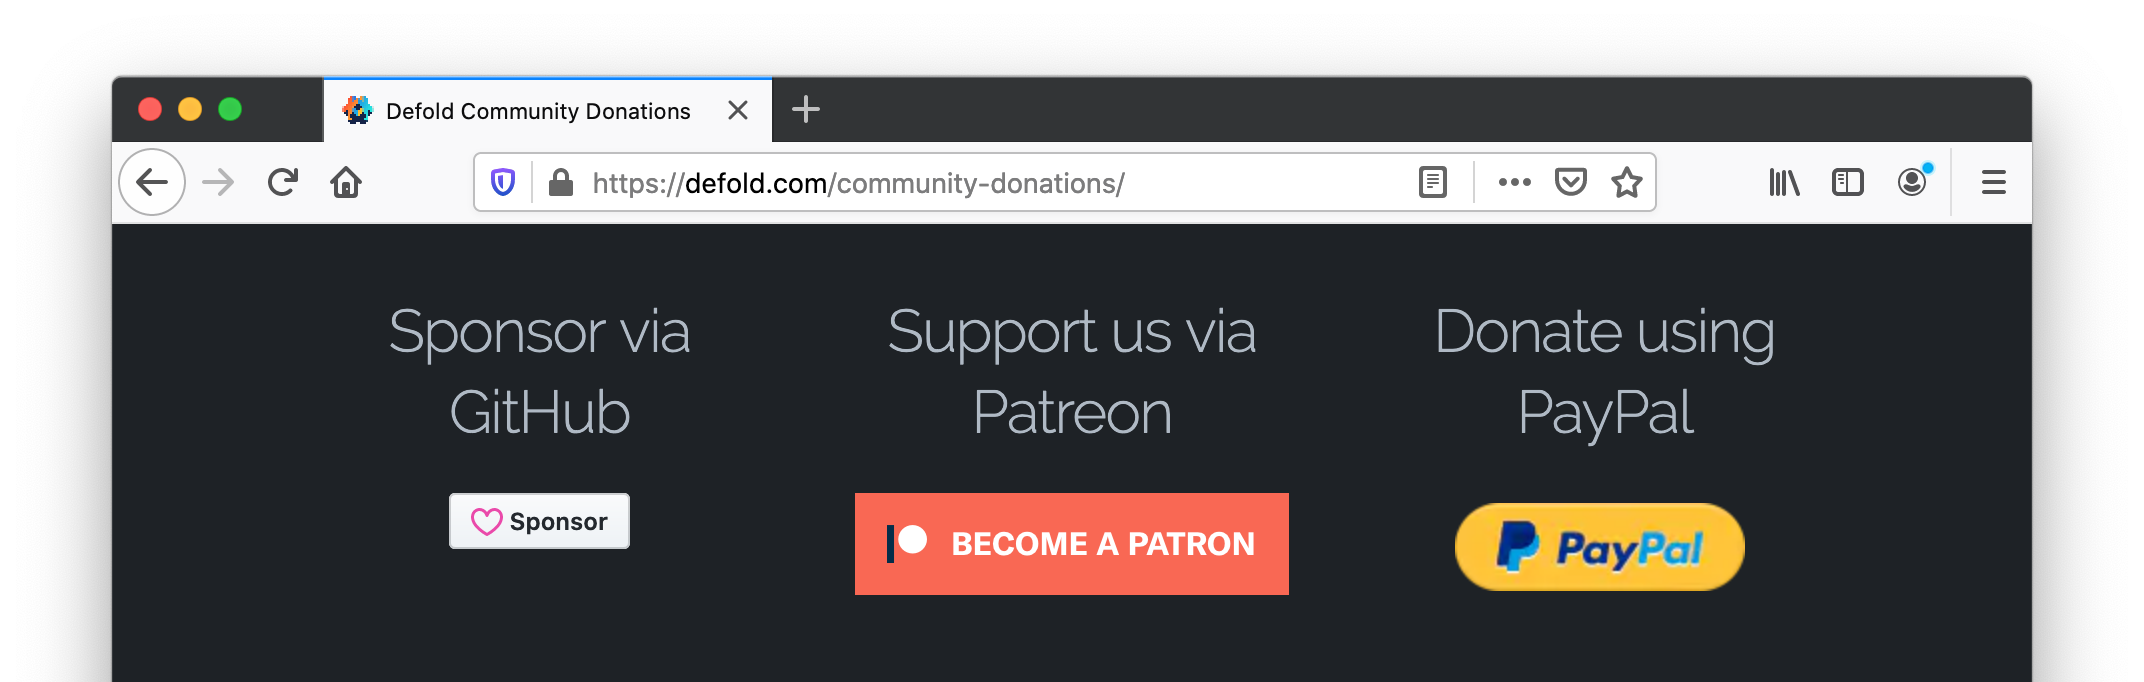 Defold Community Donations
https://defold.com/community-donations/
Sponsor via
GitHub
Support us via
Patreon
Donate using
PayPal
Sponsor
BECOME A PATRON
PayPal